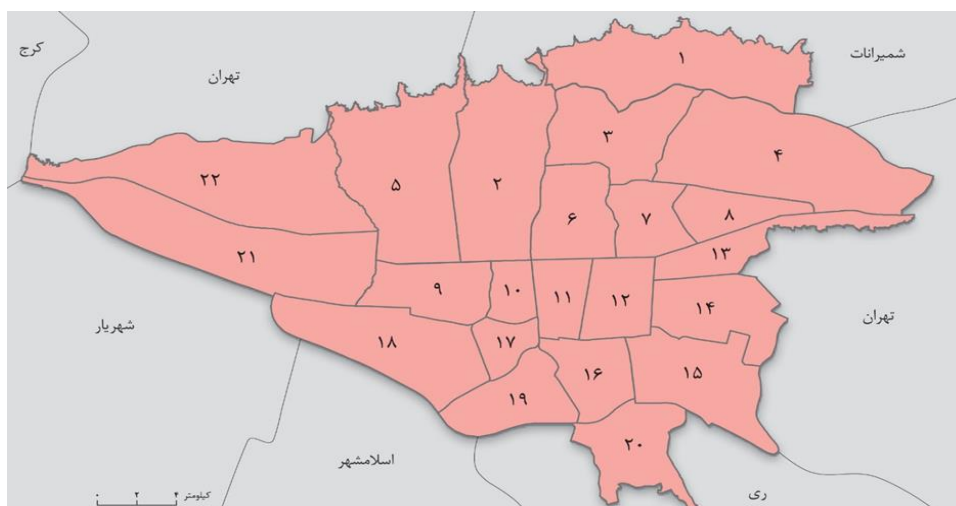 کرج
تهران
شمیرانات
۱
۳
۴
۲۲
۵
۲
۶
۷
۸
۲۱
۹
۱۰
۱۱
۱۲
۱۳
۱۴
تهران
شهریار
۱۸
۱۷
۱۶
۱۵
۱۹
۲۰
اسلامشهر
ری
۰ ۲ ۴ کیلومتر